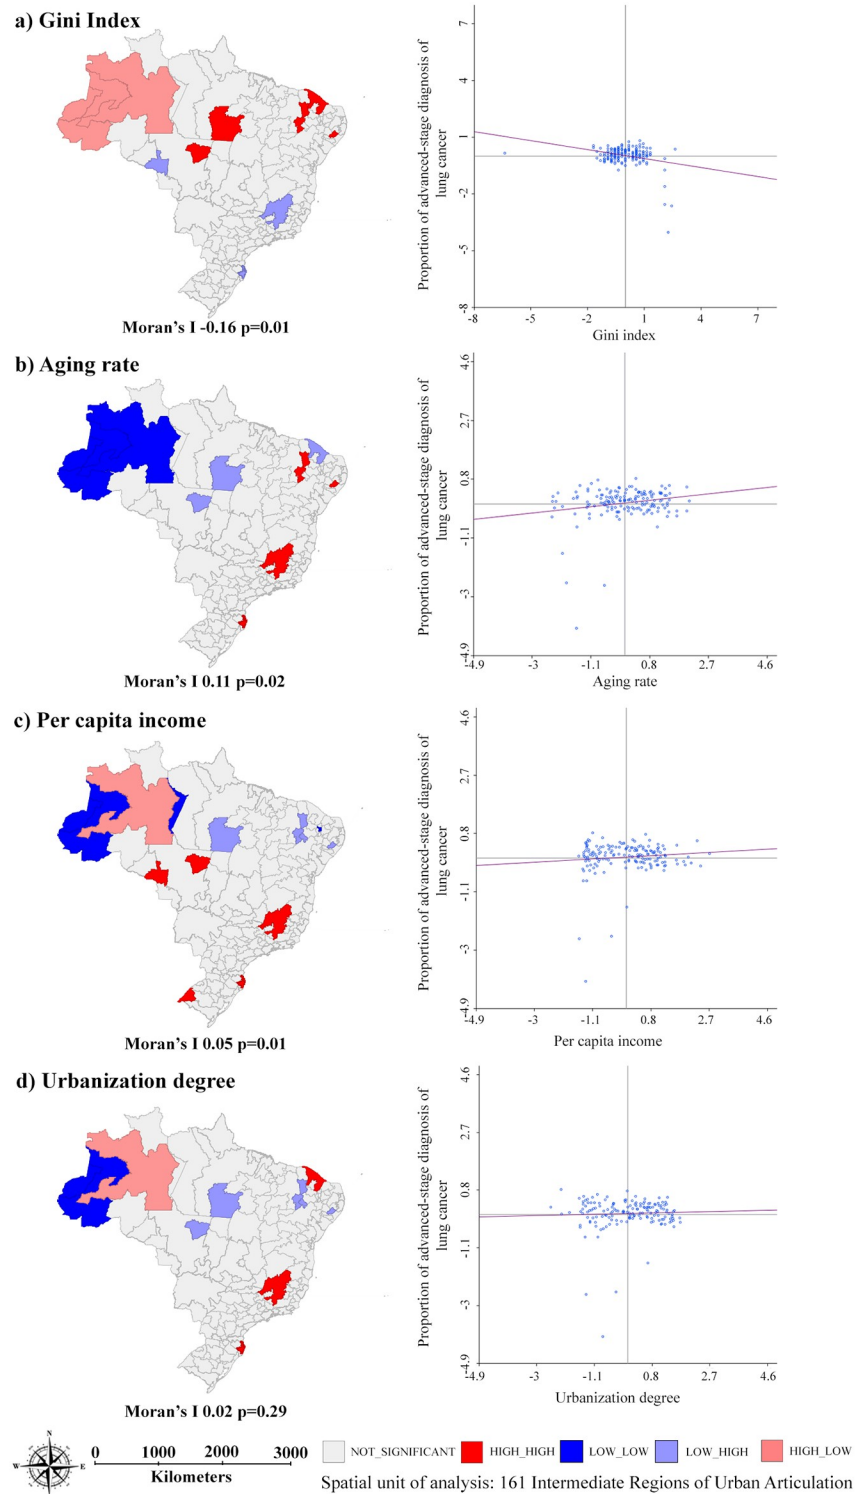 a) Gini Index
Moran's I -0.16 p=0.01
Proportion of advanced-stage diagnosis of
lung cancer
7
4
1
-2
-5
-8
-8 -5 -2 1 4 7
Gini index
b) Aging rate
Moran's I 0.11 p=0.02
Proportion of advanced-stage diagnosis of
lung cancer
4.6
2.7
0.8
-1.1
-3
-4.9
-4.9 -3 -1.1 0.8 2.7 4.6
Aging rate
c) Per capita income
Moran's I 0.05 p=0.01
Proportion of advanced-stage diagnosis of
lung cancer
4.6
2.7
0.8
-1.1
-3
-4.9
-4.9 -3 -1.1 0.8 2.7 4.6
Per capita income
d) Urbanization degree
Moran's I 0.02 p=0.29
Proportion of advanced-stage diagnosis of
lung cancer
4.6
2.7
0.8
-1.1
-3
-4.9
-4.9 -3 -1.1 0.8 2.7 4.6
Urbanization degree
N
W E
S
0 1000 2000 3000
Kilometers
NOT_SIGNIFICANT HIGH_HIGH LOW_LOW LOW_HIGH HIGH_LOW
Spatial unit of analysis: 161 Intermediate Regions of Urban Articulation